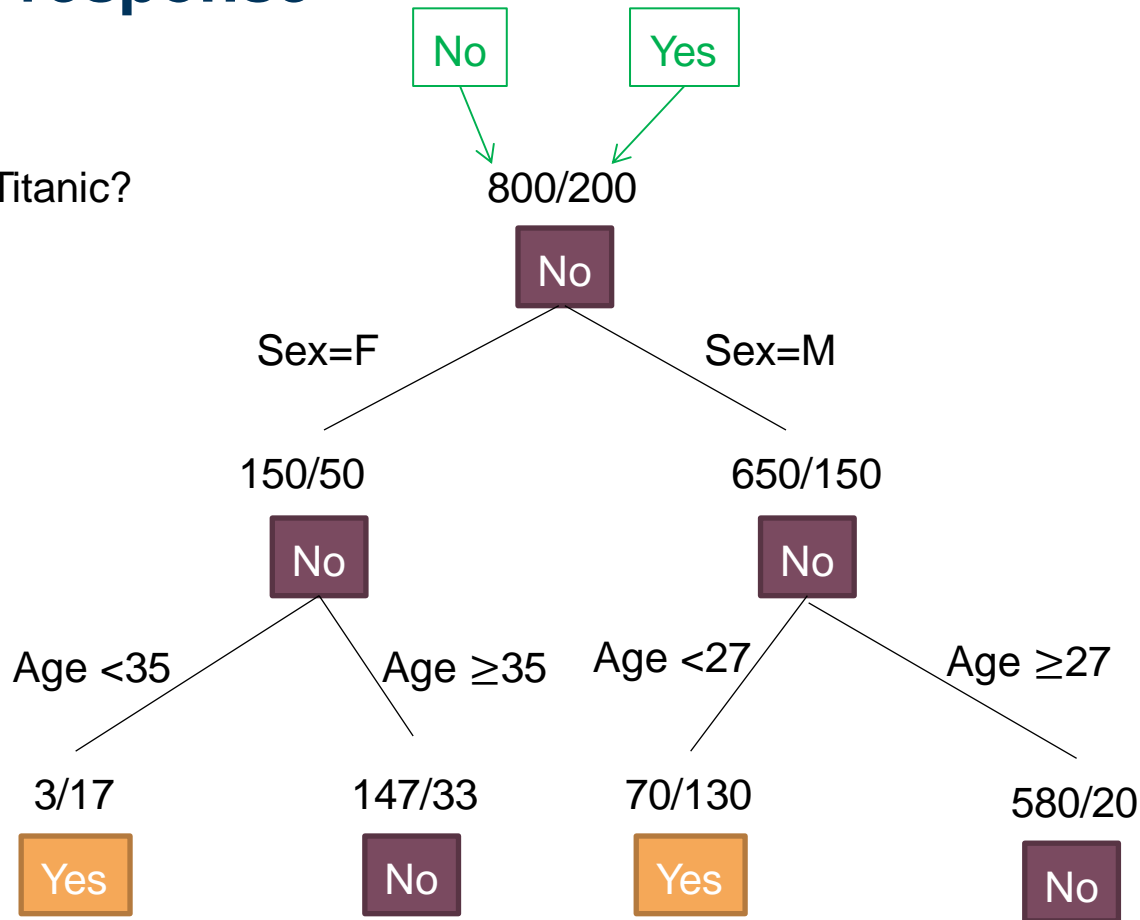 response
No Yes
Titanic? 800/200
No
Sex=F Sex=M
150/50 650/150
No No
Age <35 Age ≥35 Age <27 Age ≥27
3/17 147/33 70/130 580/20
Yes No Yes No